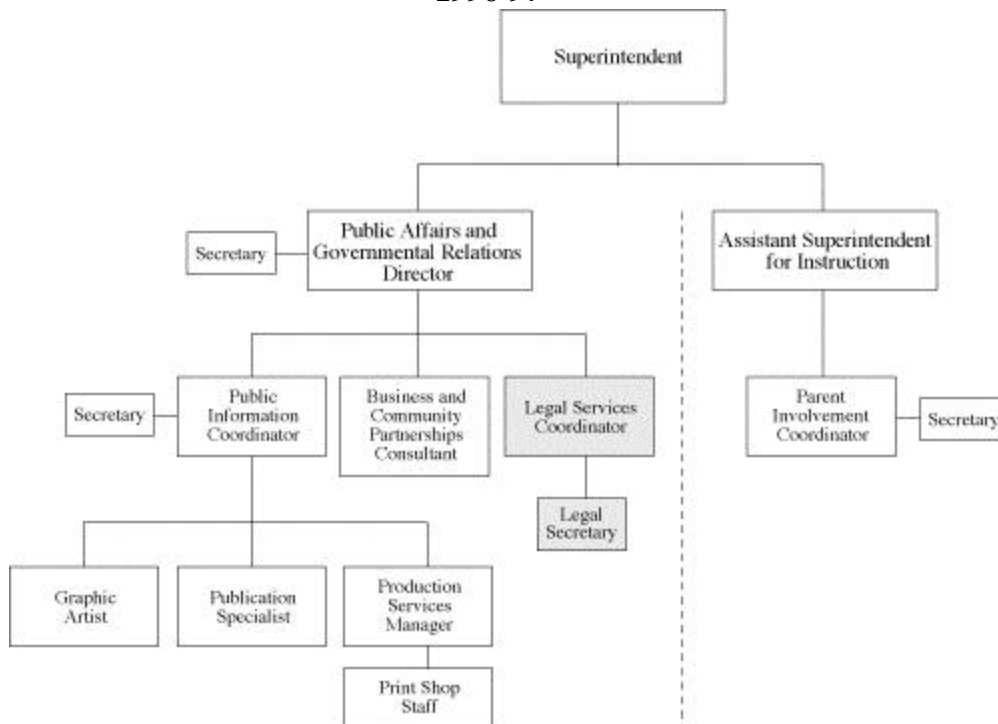 Superintendent
Public Affairs and
Governmental Relations
Director
Secretary
Assistant Superintendent
for Instruction
Secretary
Public
Information
Coordinator
Business and
Community
Partnerships
Consultant
Legal Services
Coordinator
Parent
Involvement
Coordinator
Secretary
Legal
Secretary
Graphic
Artist
Publication
Specialist
Production
Services
Manager
Print Shop
Staff